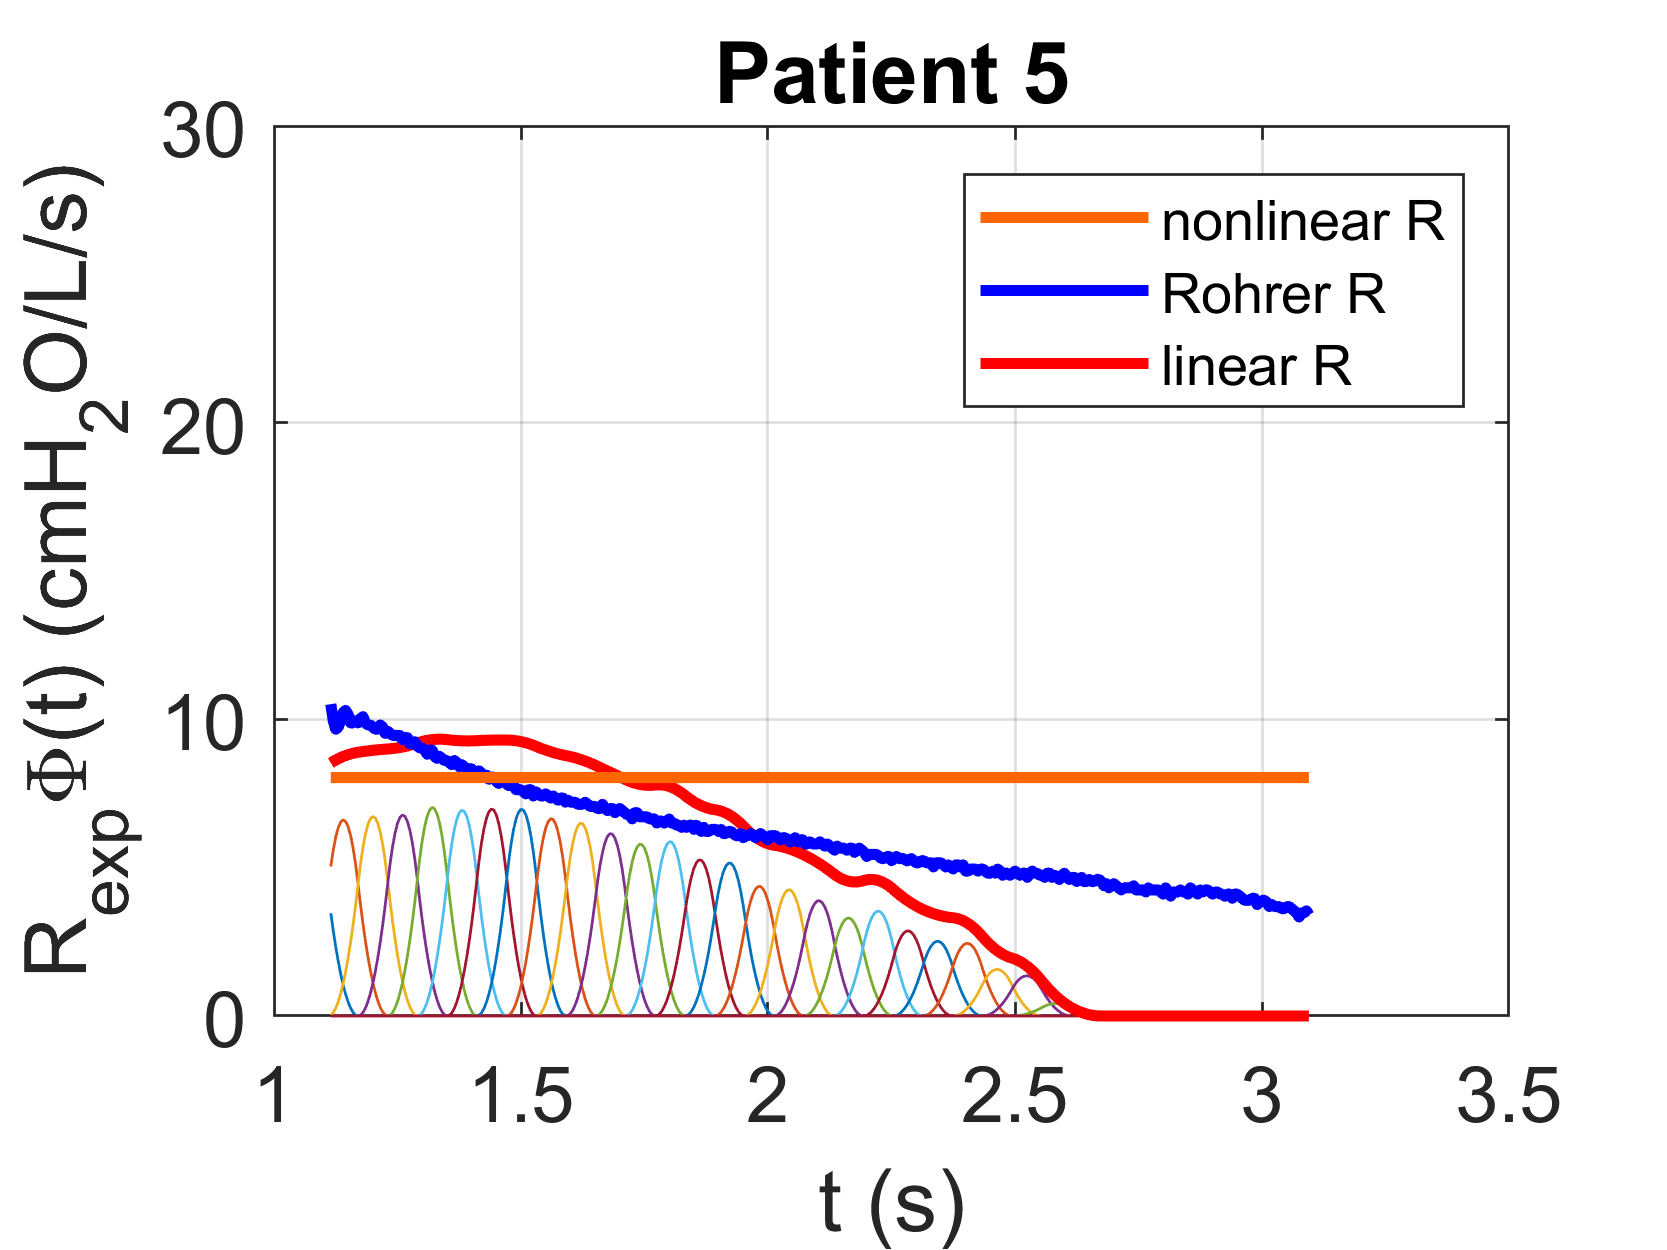 Patient 5
R_exp Φ(t) (cmH_2O/L/s)
30
20
10
0
nonlinear R
Rohrer R
linear R
1 1.5 2 2.5 3 3.5
t (s)